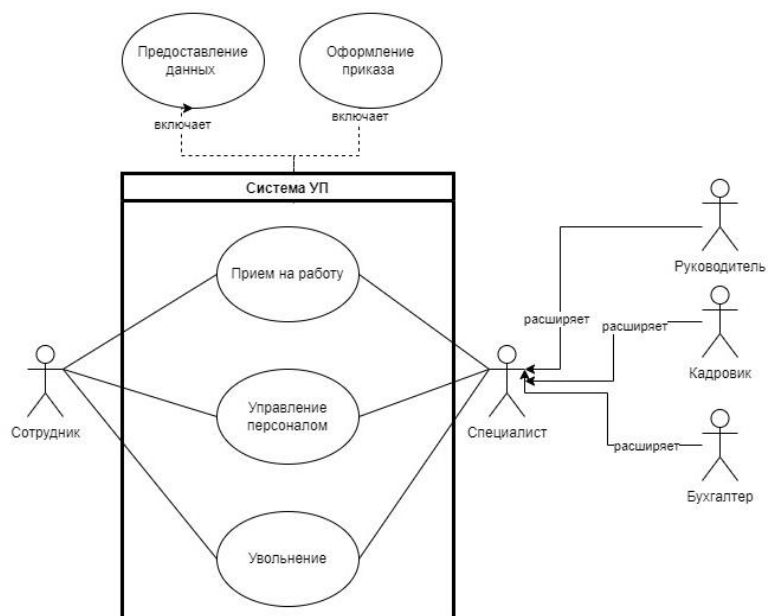 Предоставление
данных
Оформление
приказа
включает
включает
Система УП
Прием на работу
Руководитель
расширяет
расширяет
Кадровик
Сотрудник
Управление
персоналом
Специалист
расширяет
Бухгалтер
Увольнение